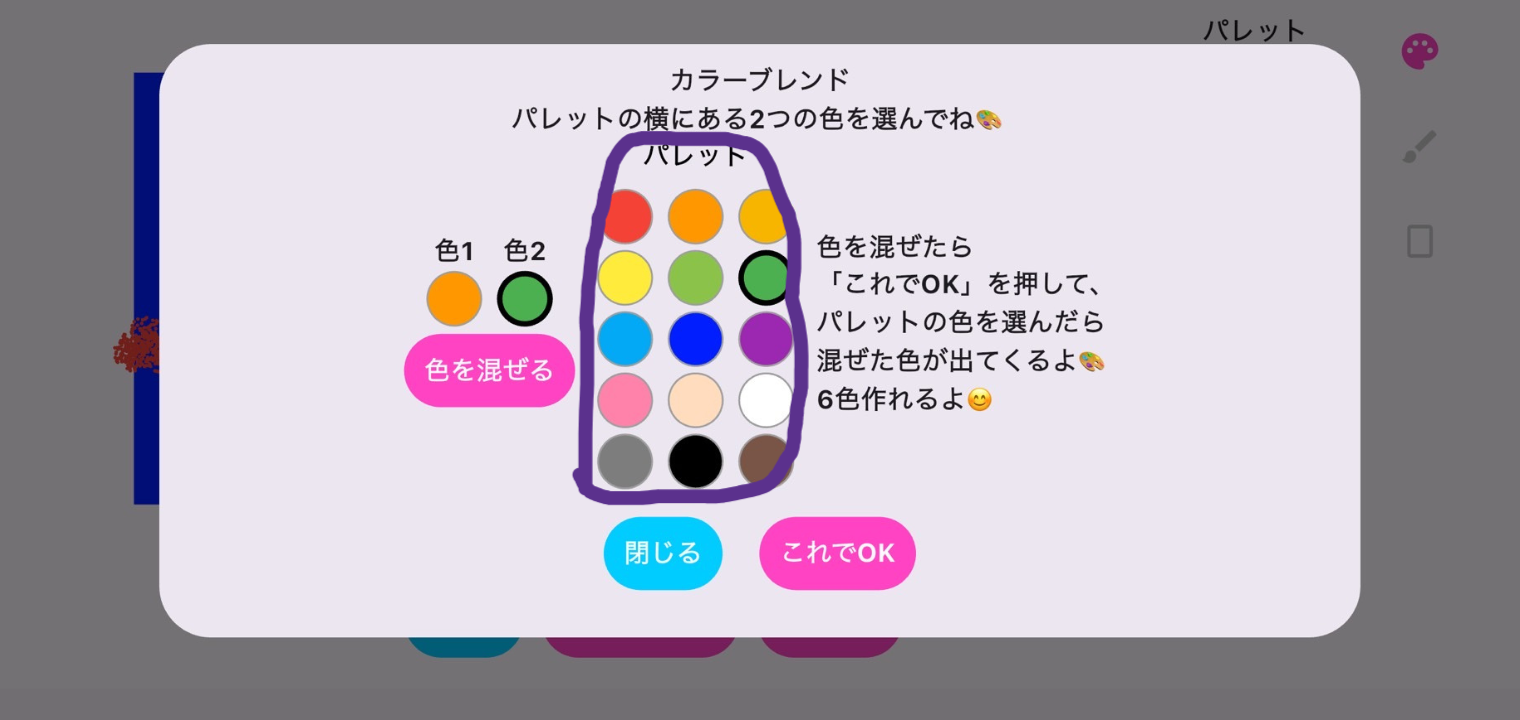 パレット
カラーブレンド
パレットの横にある2つの色を選んでね🎨
パレット
色1 色2
色を混ぜる
色を混ぜたら
「これでOK」を押して、
パレットの色を選んだら
混ぜた色が出てくるよ🎨
6色作れるよ😊
閉じる
これでOK